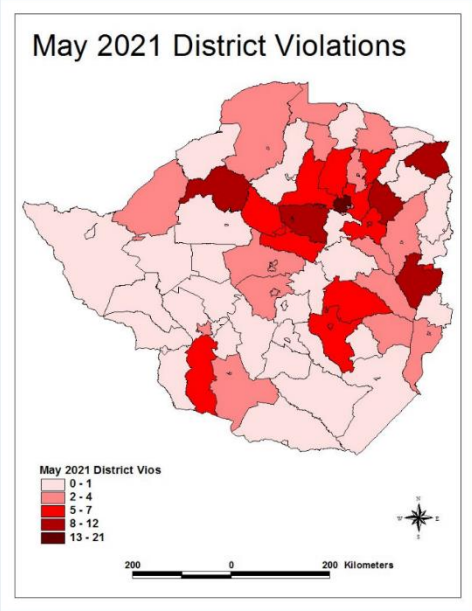 May 2021 District Violations
May 2021 District Vios
0 - 1
2 - 4
5 - 7
8 - 12
13 - 21
N
W E
S
200 0 200 Kilometers